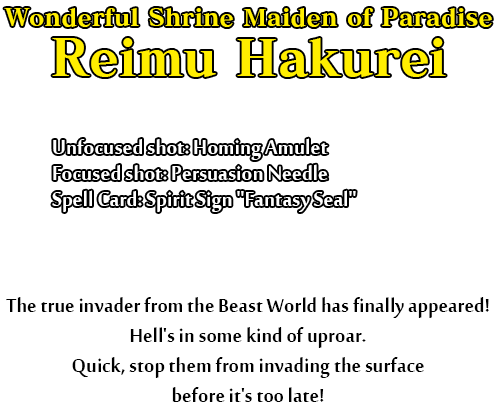 Wonderful Shrine Maiden of Paradise
Reimu Hakurei
Unfocused shot: Homing Amulet
Focused shot: Persuasion Needle
Spell Card: Spirit Sign "Fantasy Seal"
The true invader from the Beast World has finally appeared!
Hell's in some kind of uproar.
Quick, stop them from invading the surface
before it's too late!